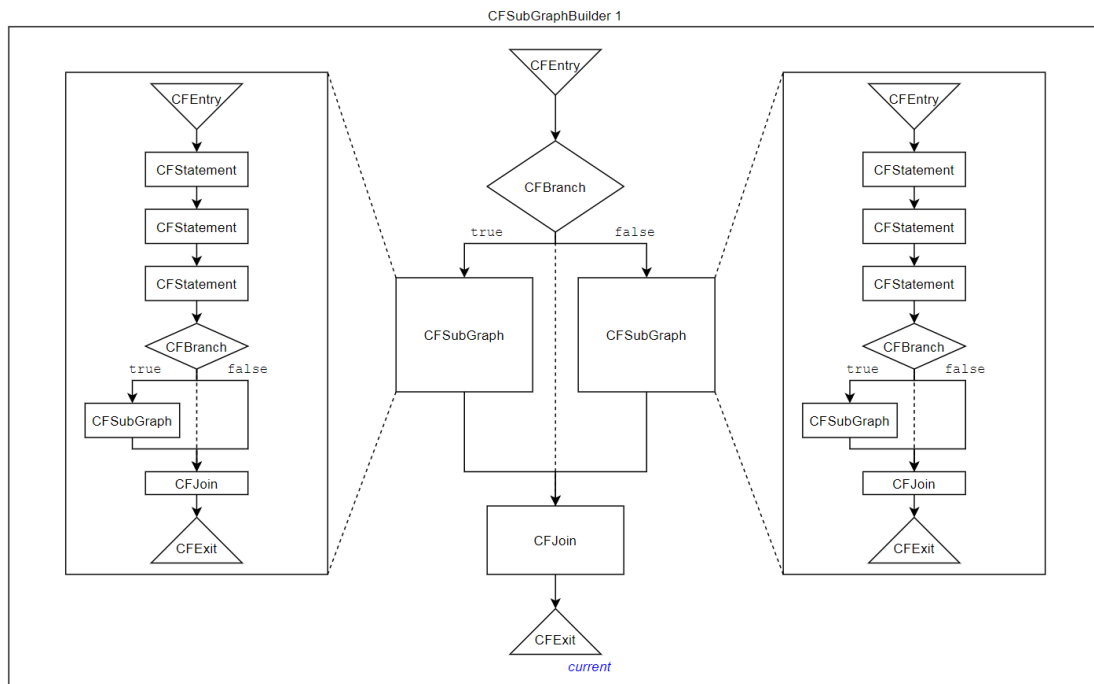 CFSubGraphBuilder 1
CFEntry
CFStatement
CFStatement
CFStatement
CFBranch
true
false
CFSubGraph
CFJoin
CFExit
CFEntry
CFBranch
true
false
CFSubGraph
CFSubGraph
CFJoin
CFExit
current
CFEntry
CFStatement
CFStatement
CFStatement
CFBranch
true
false
CFSubGraph
CFJoin
CFExit